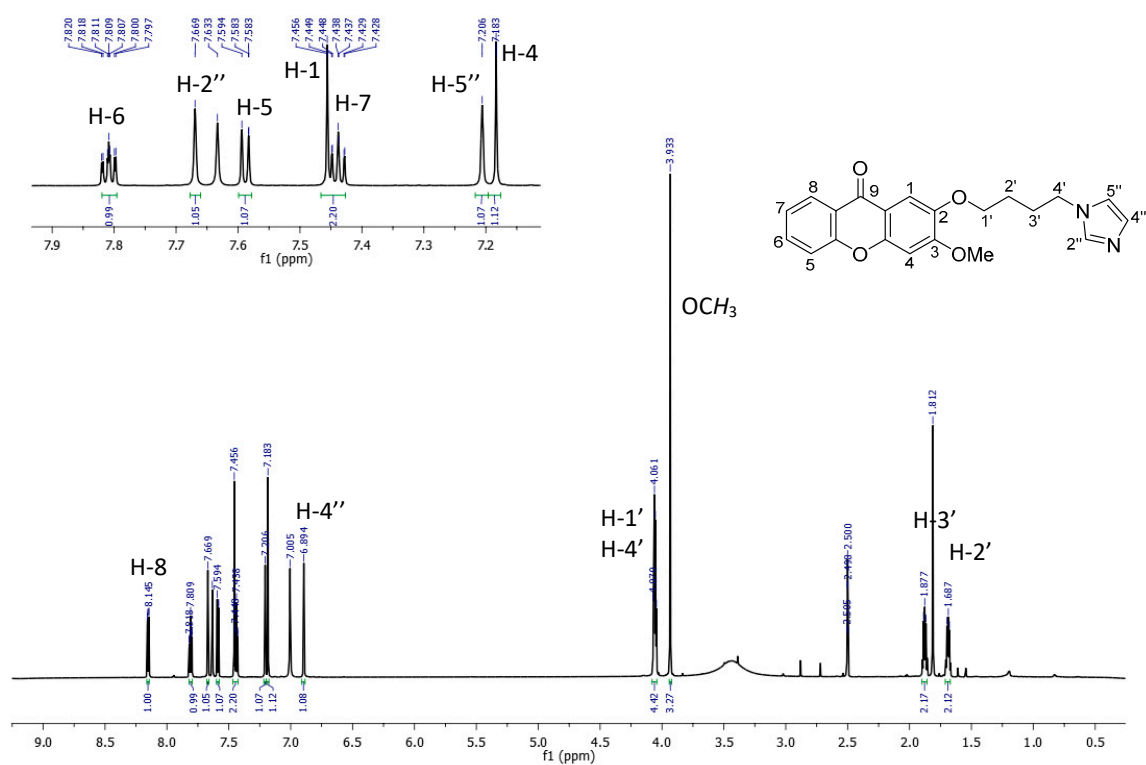 7.820 7.818 7.811 7.809 7.807 7.800 7.797 7.669 7.633 7.594 7.583 7.583 7.456 7.449 7.448 7.438 7.437 7.429 7.428 7.206 7.183
H-6
H-2''
H-5
H-1
H-7
H-5''
H-4
0.99 1.05 1.07 2.20 1.07 1.12
7.9 7.8 7.7 7.6 7.5 7.4 7.3 7.2
f1 (ppm)
O
8 9 1 2' 4' 5''
7 2 O 1' 3' N 4''
6 5 O 4 3 OMe 2'' N
3.933
OCH3
H-8
H-4''
H-1'
H-4'
H-3'
H-2'
8.145 7.818 7.809 7.669 7.594 7.456 7.438 7.206 7.183 7.005 6.894 4.061 2.500 2.498 2.505 1.877 1.812 1.687
1.00 0.99 1.05 1.07 2.20 1.07 1.12 1.08 4.42 3.27 2.17 2.12
9.0 8.5 8.0 7.5 7.0 6.5 6.0 5.5 5.0 4.5 4.0 3.5 3.0 2.5 2.0 1.5 1.0 0.5
f1 (ppm)